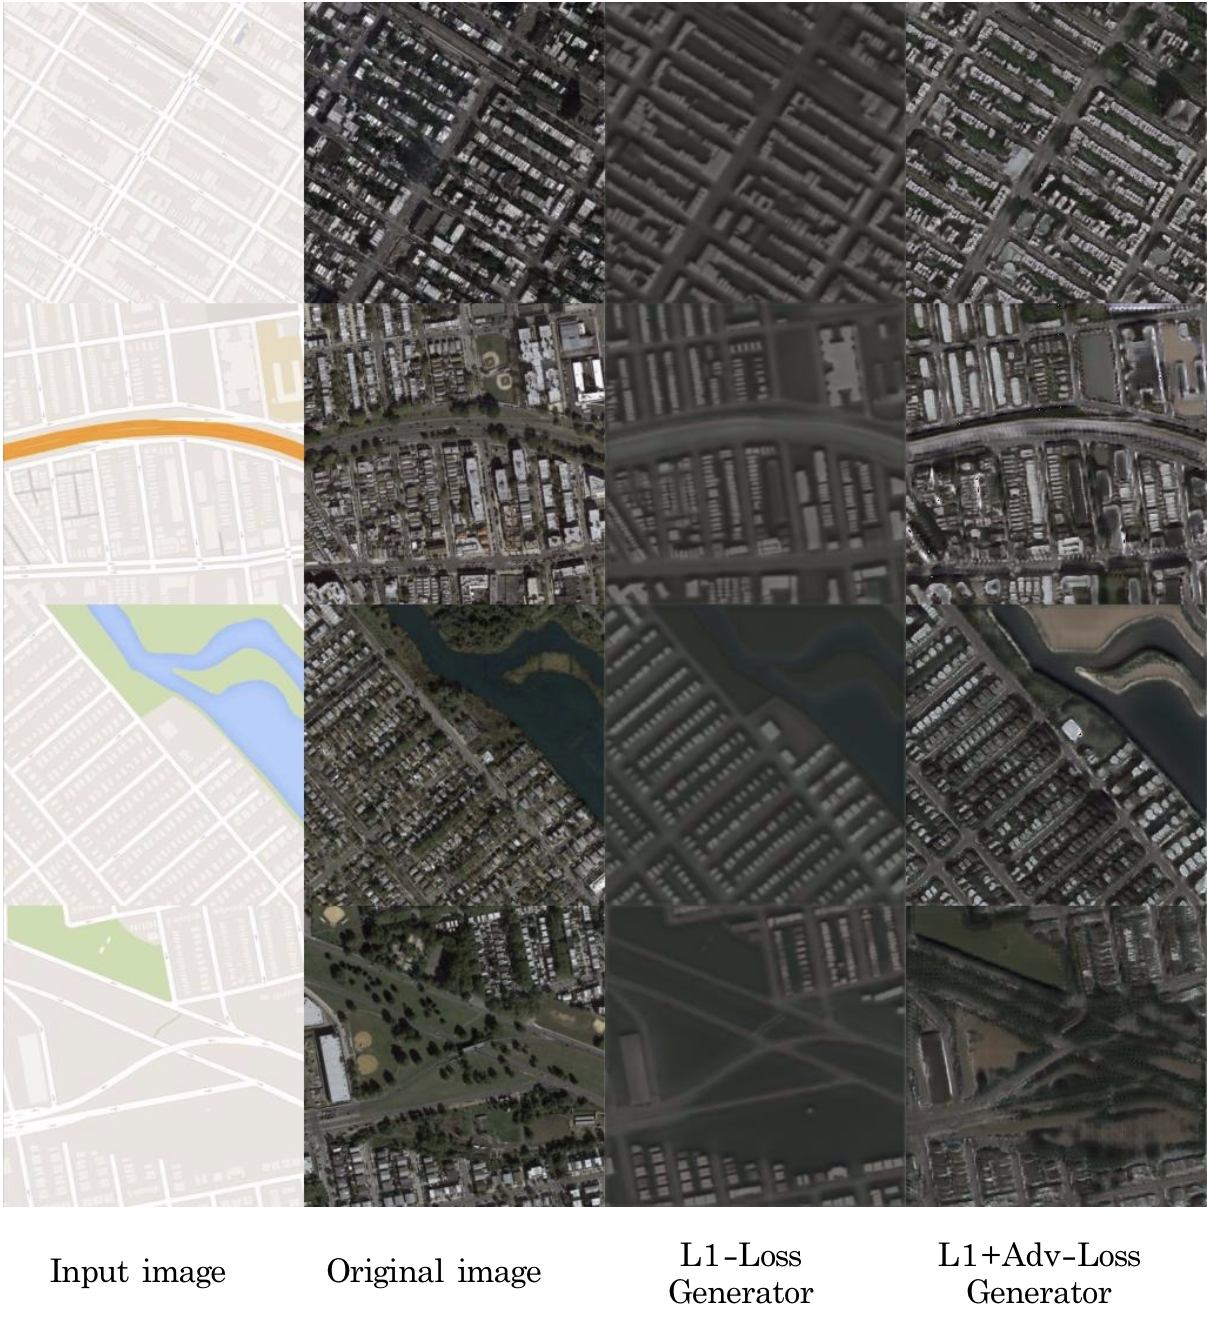 Input image
Original image
L1-Loss
Generator
L1+Adv-Loss
Generator